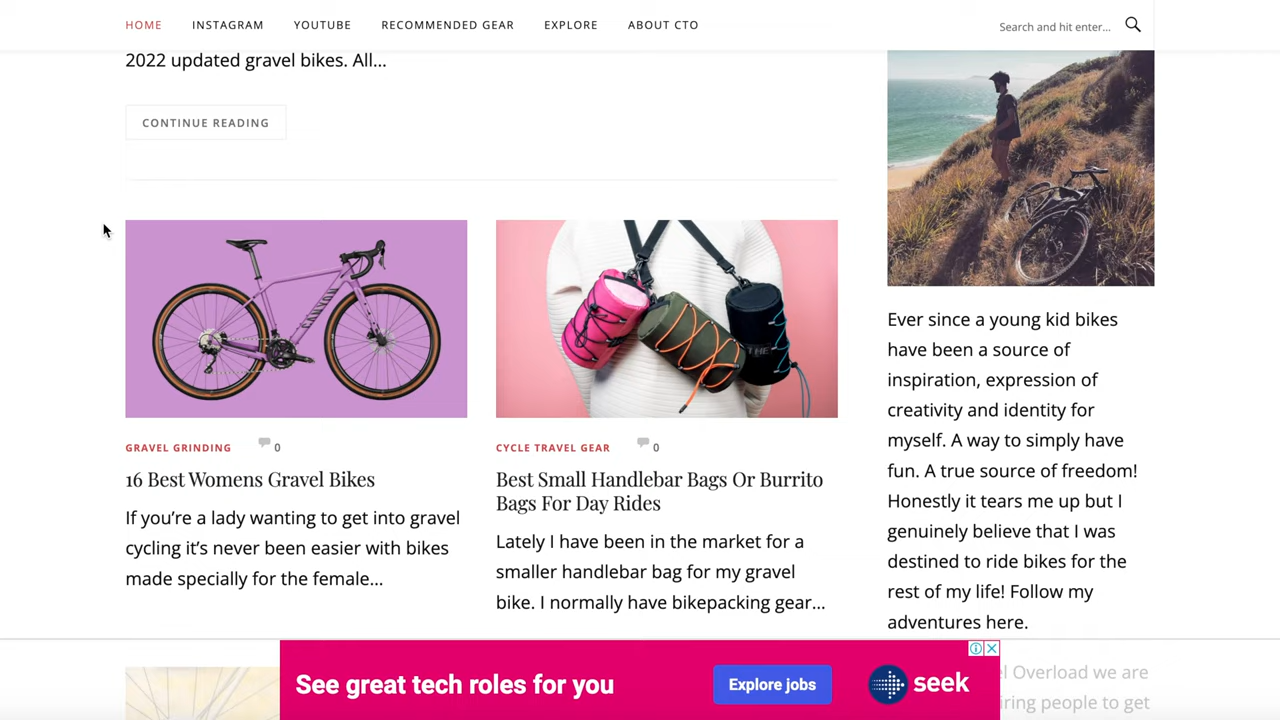 HOME INSTAGRAM YOUTUBE RECOMMENDED GEAR EXPLORE ABOUT CTO Search and hit enter...
2022 updated gravel bikes. All...
CONTINUE READING
CANYON
THE
GRAVEL GRINDING 0
16 Best Womens Gravel Bikes
If you’re a lady wanting to get into gravel
cycling it’s never been easier with bikes
made specially for the female...
CYCLE TRAVEL GEAR 0
Best Small Handlebar Bags Or Burrito
Bags For Day Rides
Lately I have been in the market for a
smaller handlebar bag for my gravel
bike. I normally have bikepacking gear...
Ever since a young kid bikes
have been a source of
inspiration, expression of
creativity and identity for
myself. A way to simply have
fun. A true source of freedom!
Honestly it tears me up but I
genuinely believe that I was
destined to ride bikes for the
rest of my life! Follow my
adventures here.
Overload we are
people to get
See great tech roles for you
Explore jobs
seek